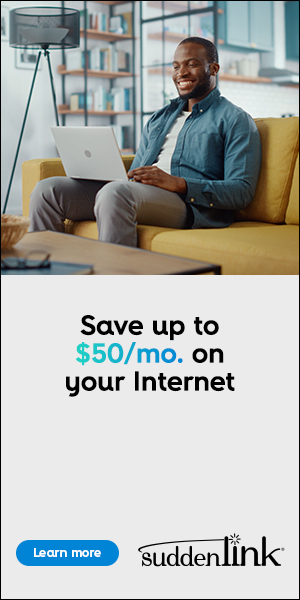 Save up to
$50/mo. on
your Internet
Learn more
suddenlink®